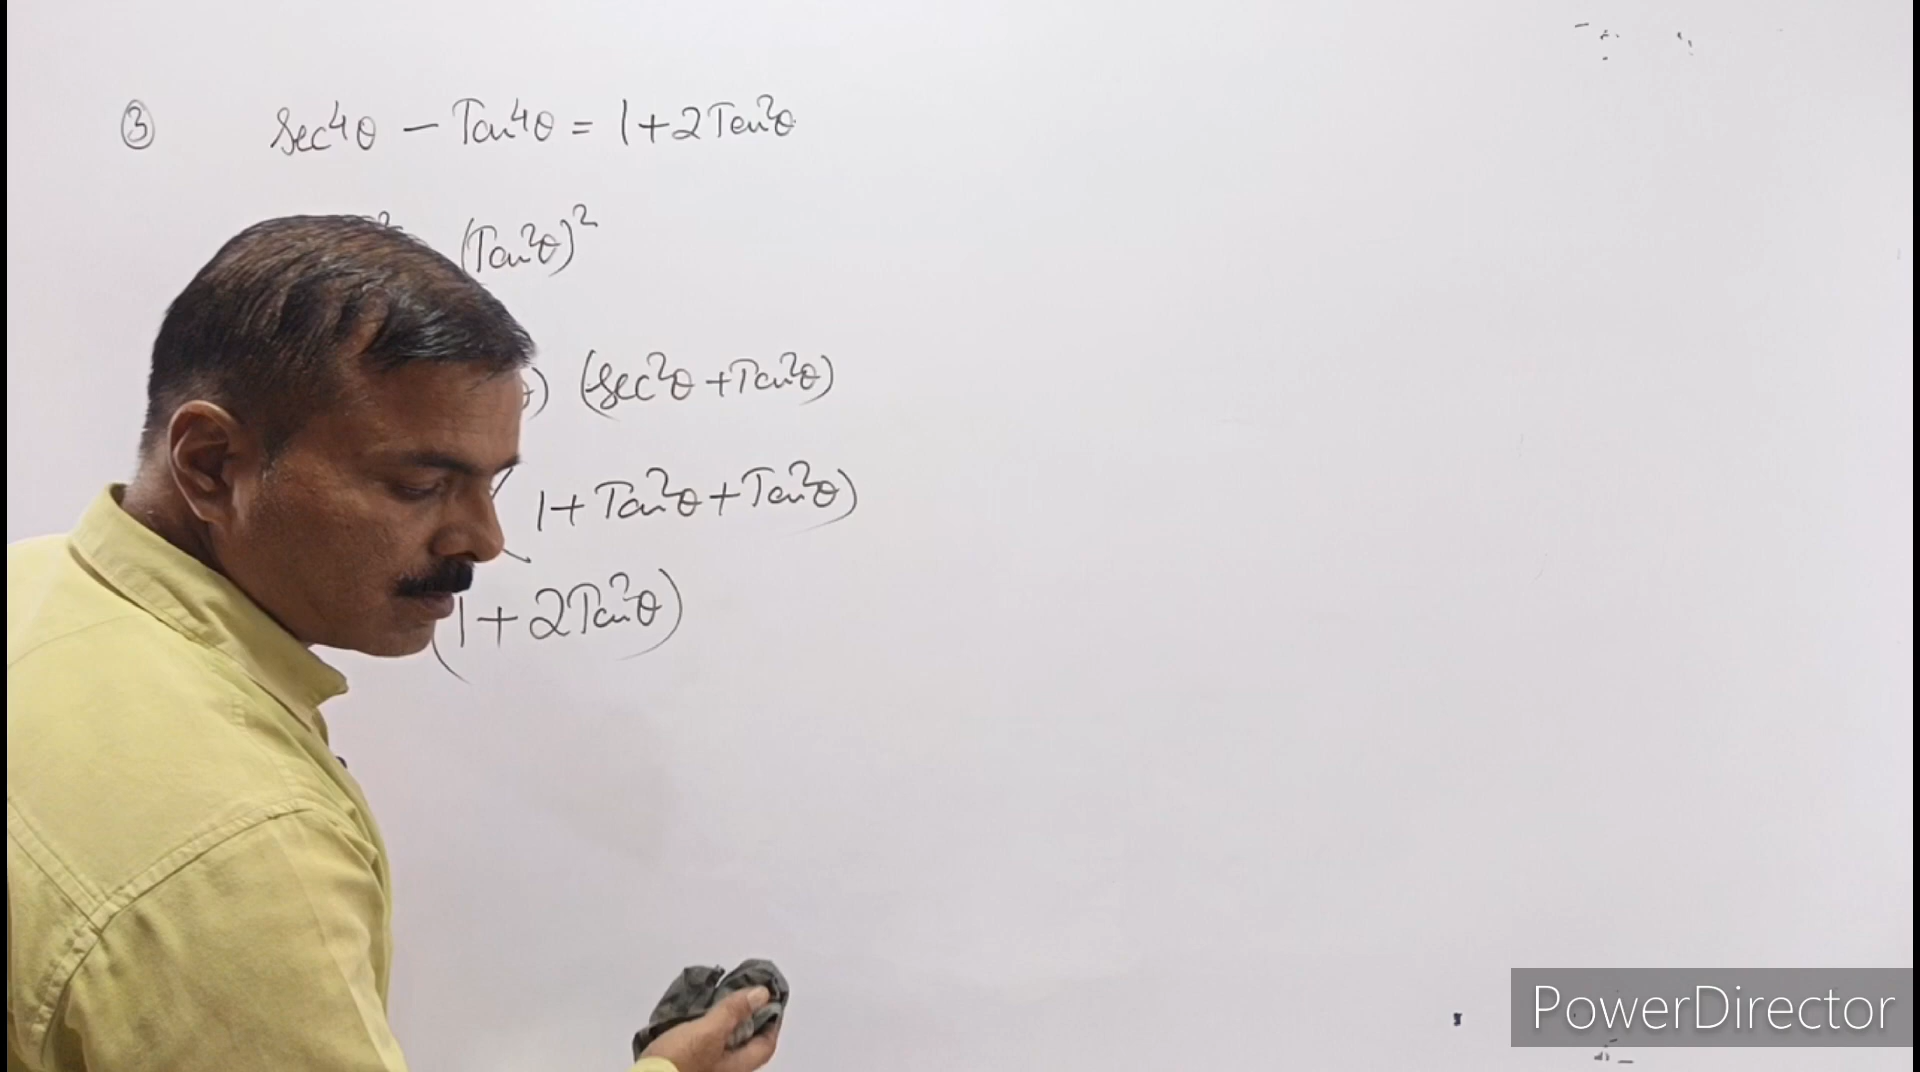 ③ Sec⁴θ − Tan⁴θ = 1+2Tan²θ
(Tan²θ)²
(Sec²θ +Tan²θ)
1+ Tan²θ + Tan²θ)
(1+ 2Tan²θ)
PowerDirector